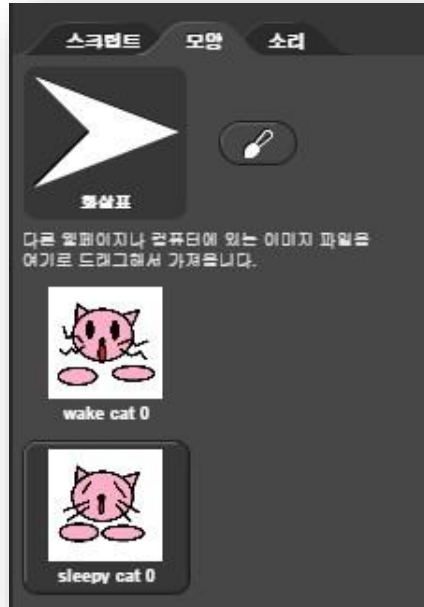 스크립트 모양 소리
화살표
다른 웹페이지나 컴퓨터에 있는 이미지 파일을
여기로 드래그해서 가져옵니다.
wake cat 0
sleepy cat 0